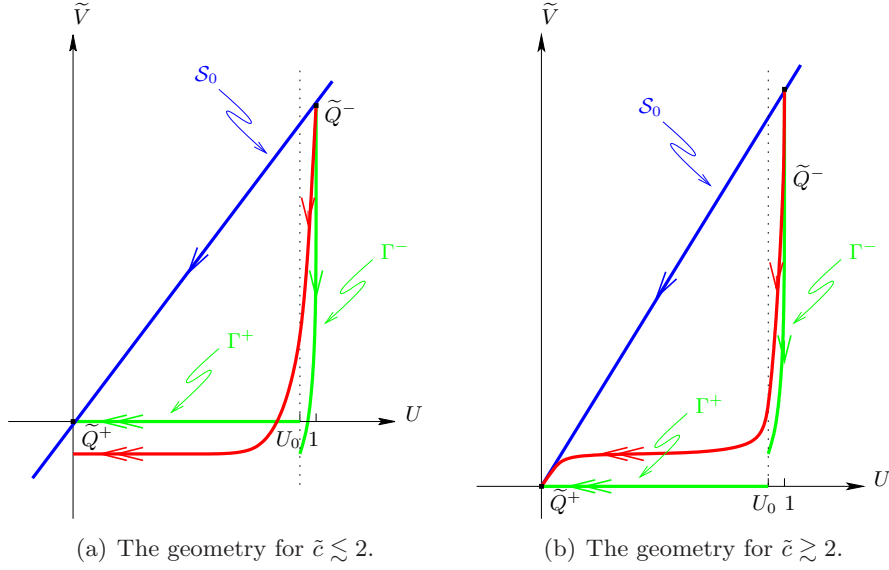 Ṽ
S₀
Q̃⁻
Γ⁻
Γ⁺
U
Q̃⁺
U₀ 1
(a) The geometry for c̃ ≲ 2.
Ṽ
S₀
Q̃⁻
Γ⁻
Γ⁺
U
Q̃⁺
U₀ 1
(b) The geometry for c̃ ≳ 2.